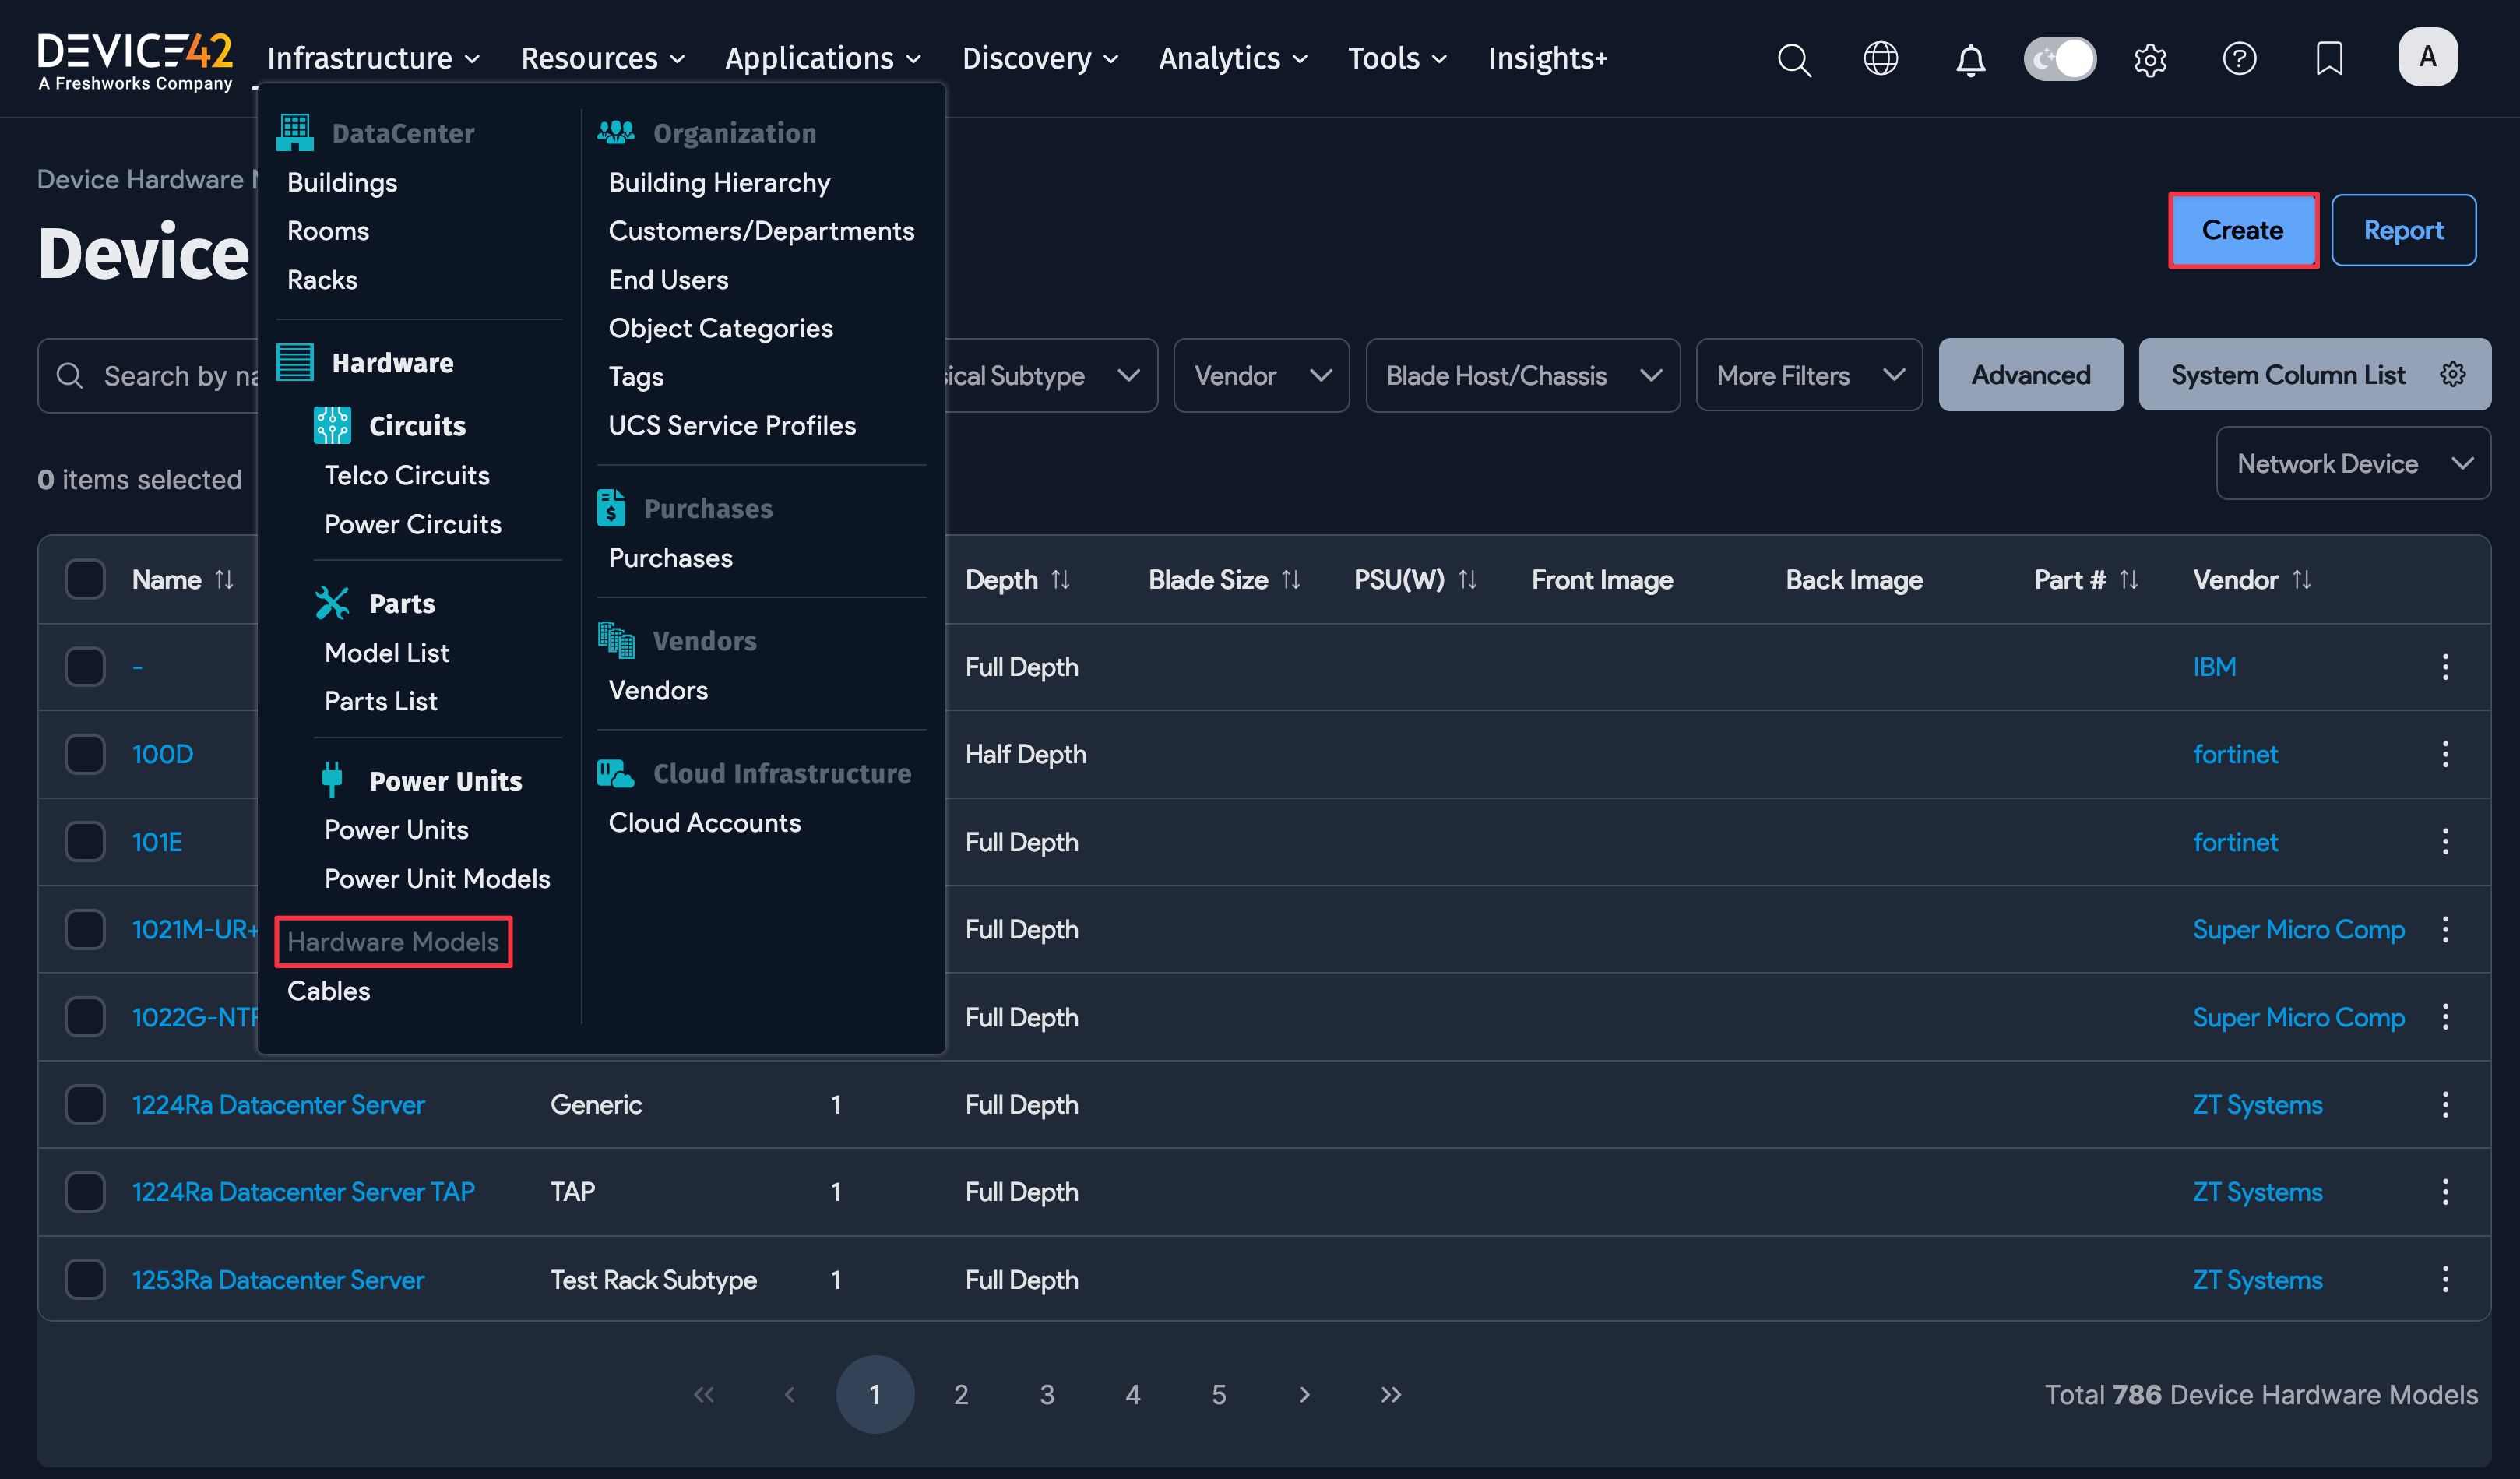 DEVICE42
A Freshworks Company
Infrastructure Resources Applications Discovery Analytics Tools Insights+
A
Device Hardware
Device
Create
Report
DataCenter
Buildings
Rooms
Racks
Hardware
Circuits
Telco Circuits
Power Circuits
Parts
Model List
Parts List
Power Units
Power Units
Power Unit Models
Hardware Models
Cables
Organization
Building Hierarchy
Customers/Departments
End Users
Object Categories
Tags
UCS Service Profiles
Purchases
Purchases
Vendors
Vendors
Cloud Infrastructure
Cloud Accounts
Search by na
ical Subtype
Vendor
Blade Host/Chassis
More Filters
Advanced
System Column List
0 items selected
Network Device
Name Depth Blade Size PSU(W) Front Image Back Image Part # Vendor
- Full Depth IBM
100D Half Depth fortinet
101E Full Depth fortinet
1021M-UR+ Full Depth Super Micro Comp
1022G-NTF Full Depth Super Micro Comp
1224Ra Datacenter Server Generic 1 Full Depth ZT Systems
1224Ra Datacenter Server TAP TAP 1 Full Depth ZT Systems
1253Ra Datacenter Server Test Rack Subtype 1 Full Depth ZT Systems
« ‹ 1 2 3 4 5 › »
Total 786 Device Hardware Models